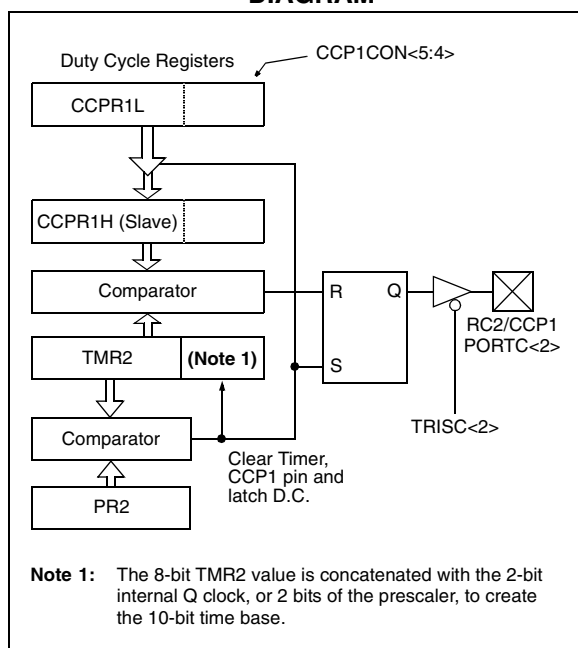 DIAGRAM
Duty Cycle Registers
CCP1CON<5:4>
CCPR1L
CCPR1H (Slave)
Comparator
R
Q
RC2/CCP1
PORTC<2>
TMR2
(Note 1)
S
Comparator
TRISC<2>
Clear Timer,
CCP1 pin and
latch D.C.
PR2
Note 1: The 8-bit TMR2 value is concatenated with the 2-bit
internal Q clock, or 2 bits of the prescaler, to create
the 10-bit time base.